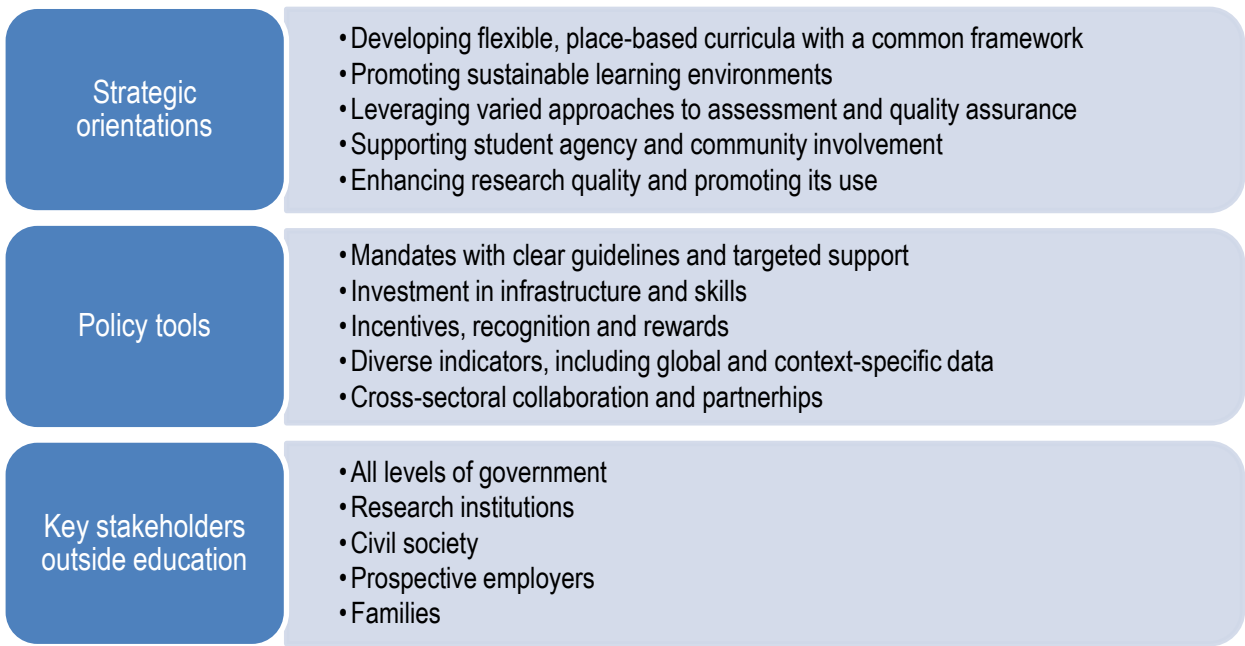 Strategic
orientations
•Developing flexible, place-based curricula with a common framework
•Promoting sustainable learning environments
•Leveraging varied approaches to assessment and quality assurance
•Supporting student agency and community involvement
•Enhancing research quality and promoting its use
Policy tools
•Mandates with clear guidelines and targeted support
•Investment in infrastructure and skills
•Incentives, recognition and rewards
•Diverse indicators, including global and context-specific data
•Cross-sectoral collaboration and partnerhips
Key stakeholders
outside education
•All levels of government
•Research institutions
•Civil society
•Prospective employers
•Families